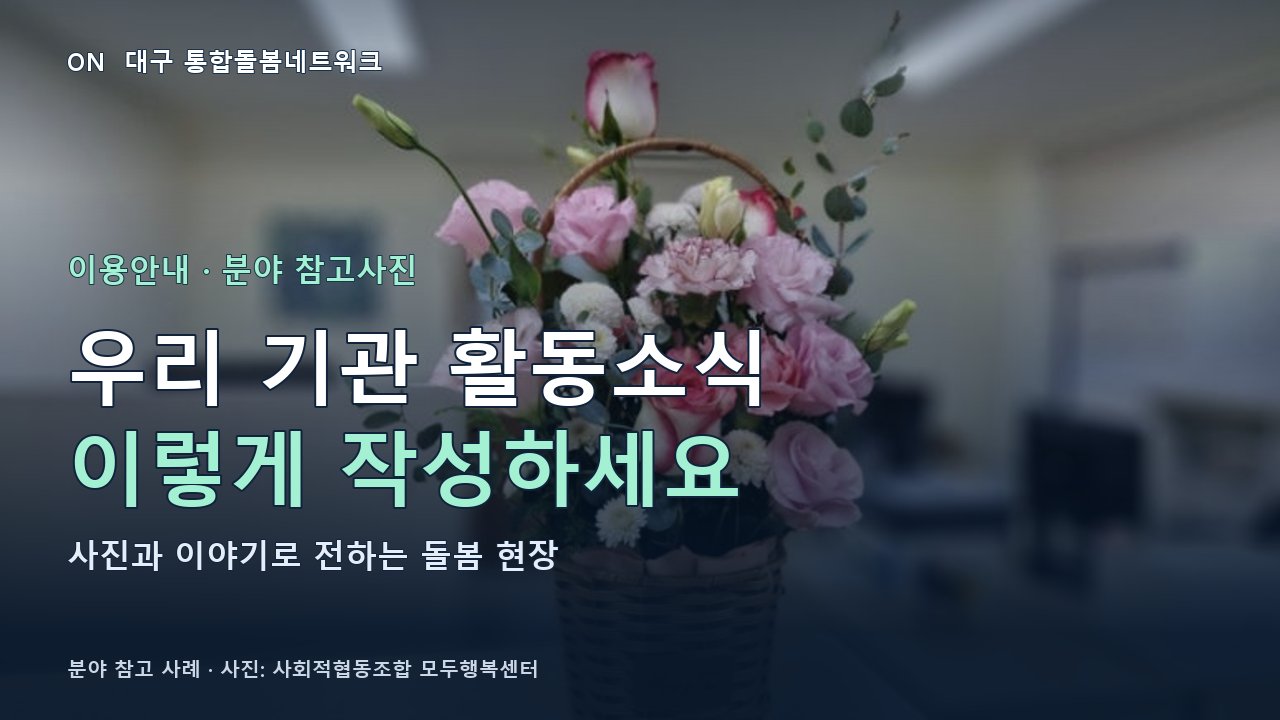 ON 대구 통합돌봄네트워크
이용안내 · 분야 참고사진
우리 기관 활동소식
이렇게 작성하세요
사진과 이야기로 전하는 돌봄 현장
분야 참고 사례 · 사진: 사회적협동조합 모두행복센터